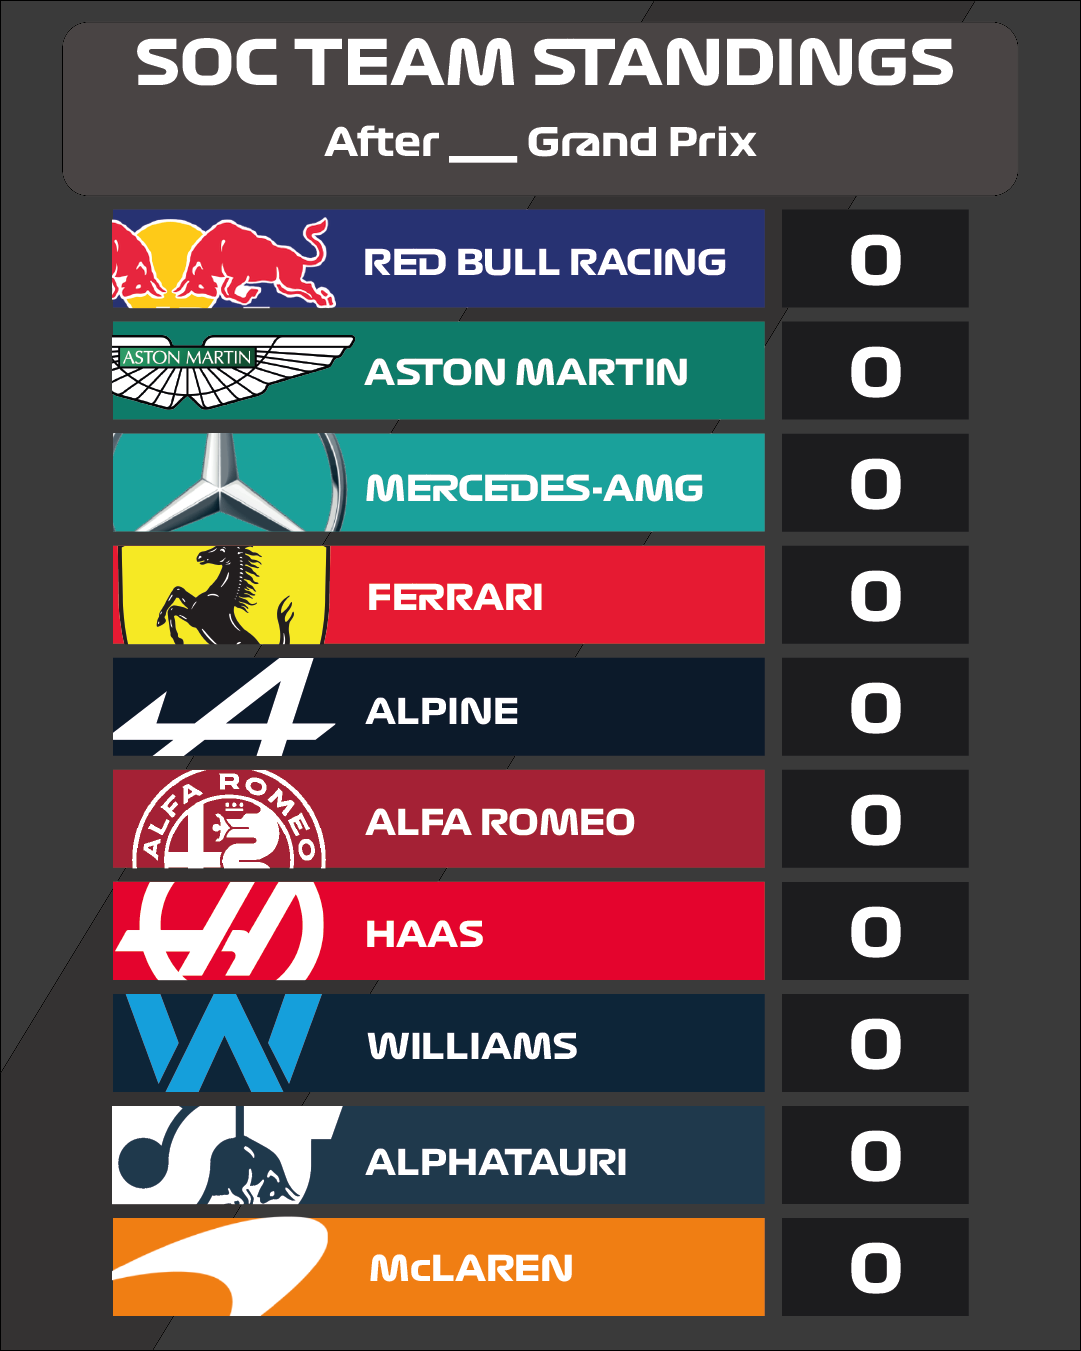 SOC TEAM STANDINGS
After ___ Grand Prix
RED BULL RACING 0
ASTON MARTIN
ASTON MARTIN 0
MERCEDES-AMG 0
FERRARI 0
ALPINE 0
ALFA ROMEO
ALFA ROMEO 0
HAAS 0
WILLIAMS 0
ALPHATAURI 0
McLAREN 0